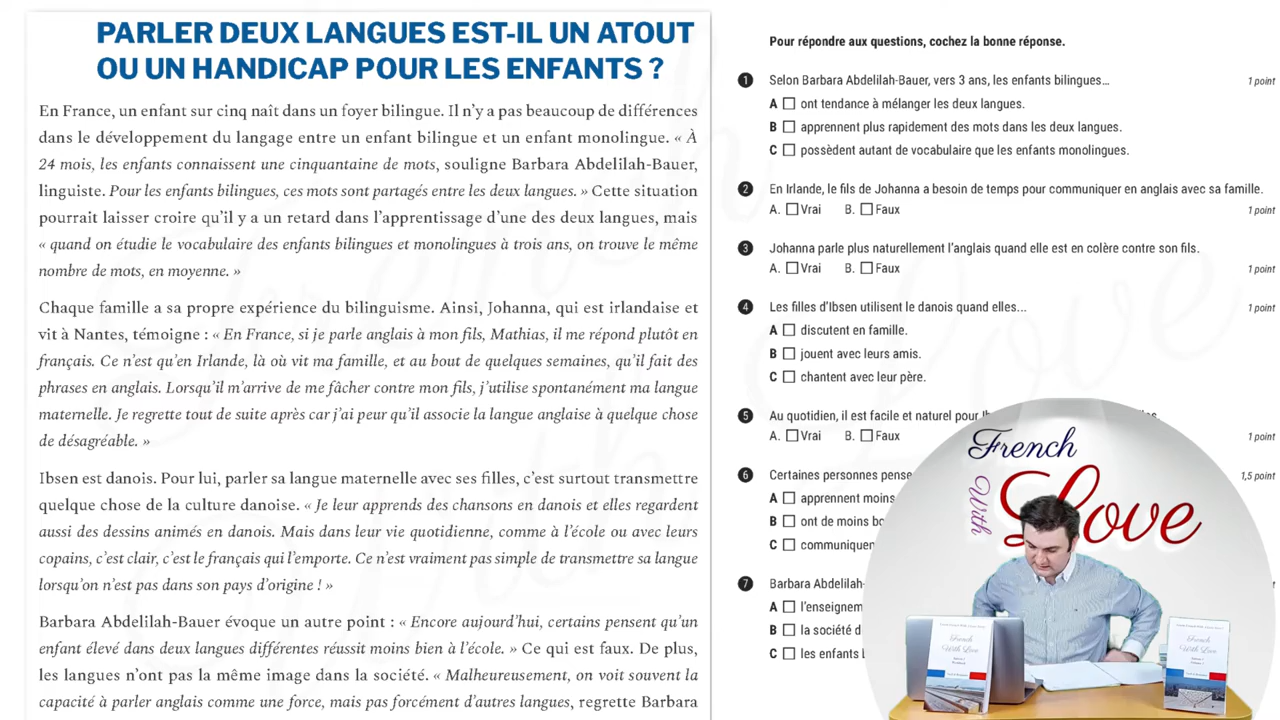 PARLER DEUX LANGUES EST-IL UN ATOUT
OU UN HANDICAP POUR LES ENFANTS ?
En France, un enfant sur cinq naît dans un foyer bilingue. Il n'y a pas beaucoup de différences
dans le développement du langage entre un enfant bilingue et un enfant monolingue. « À
24 mois, les enfants connaissent une cinquantaine de mots, souligne Barbara Abdelilah-Bauer,
linguiste. Pour les enfants bilingues, ces mots sont partagés entre les deux langues. » Cette situation
pourrait laisser croire qu'il y a un retard dans l'apprentissage d'une des deux langues, mais
« quand on étudie le vocabulaire des enfants bilingues et monolingues à trois ans, on trouve le même
nombre de mots, en moyenne. »
Chaque famille a sa propre expérience du bilinguisme. Ainsi, Johanna, qui est irlandaise et
vit à Nantes, témoigne : « En France, si je parle anglais à mon fils, Mathias, il me répond plutôt en
français. Ce n'est qu'en Irlande, là où vit ma famille, et au bout de quelques semaines, qu'il fait des
phrases en anglais. Lorsqu'il m'arrive de me fâcher contre mon fils, j'utilise spontanément ma langue
maternelle. Je regrette tout de suite après car j'ai peur qu'il associe la langue anglaise à quelque chose
de désagréable. »
Ibsen est danois. Pour lui, parler sa langue maternelle avec ses filles, c'est surtout transmettre
quelque chose de la culture danoise. « Je leur apprends des chansons en danois et elles regardent
aussi des dessins animés en danois. Mais dans leur vie quotidienne, comme à l'école ou avec leurs
copains, c'est clair, c'est le français qui l'emporte. Ce n'est vraiment pas simple de transmettre sa langue
lorsqu'on n'est pas dans son pays d'origine ! »
Barbara Abdelilah-Bauer évoque un autre point : « Encore aujourd'hui, certains pensent qu'un
enfant élevé dans deux langues différentes réussit moins bien à l'école. » Ce qui est faux. De plus,
les langues n'ont pas la même image dans la société. « Malheureusement, on voit souvent la
capacité à parler anglais comme une force, mais pas forcément d'autres langues, regrette Barbara
Pour répondre aux questions, cochez la bonne réponse.
1 Selon Barbara Abdelilah-Bauer, vers 3 ans, les enfants bilingues... 1 point
A ont tendance à mélanger les deux langues.
B apprennent plus rapidement des mots dans les deux langues.
C possèdent autant de vocabulaire que les enfants monolingues.
2 En Irlande, le fils de Johanna a besoin de temps pour communiquer en anglais avec sa famille.
A. Vrai B. Faux 1 point
3 Johanna parle plus naturellement l'anglais quand elle est en colère contre son fils.
A. Vrai B. Faux 1 point
4 Les filles d'Ibsen utilisent le danois quand elles... 1 point
A discutent en famille.
B jouent avec leurs amis.
C chantent avec leur père.
5 Au quotidien, il est facile et naturel pour
A. Vrai B. Faux 1 point
6 Certaines personnes pense 1,5 point
A apprennent moins
B ont de moins bo
C communiquen
7 Barbara Abdelilah-
A l'enseignem
B la société d
C les enfants b
French
With
Love
French
With Love
French
With Love